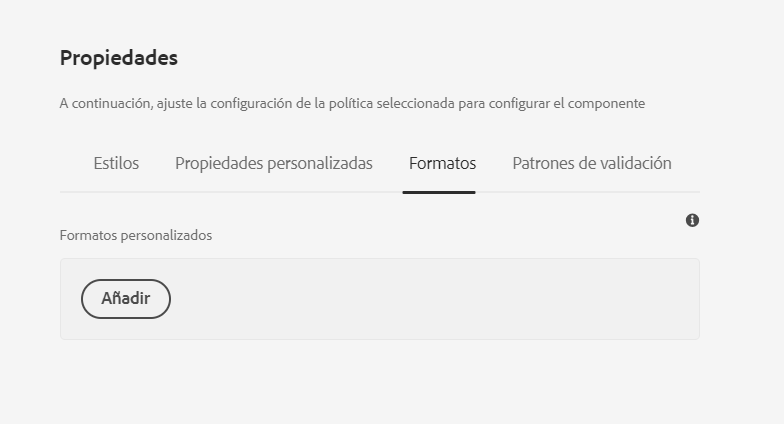 Propiedades
A continuación, ajuste la configuración de la política seleccionada para configurar el componente
Estilos Propiedades personalizadas Formatos Patrones de validación
Formatos personalizados
Añadir